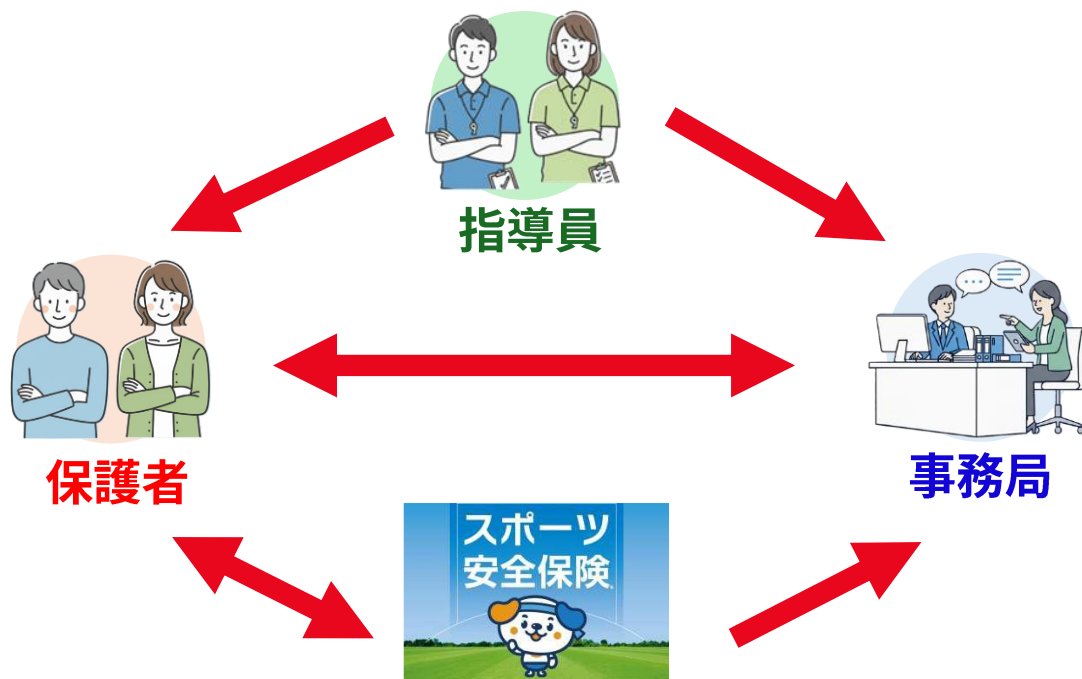 指導員
保護者
事務局
スポーツ
安全保険